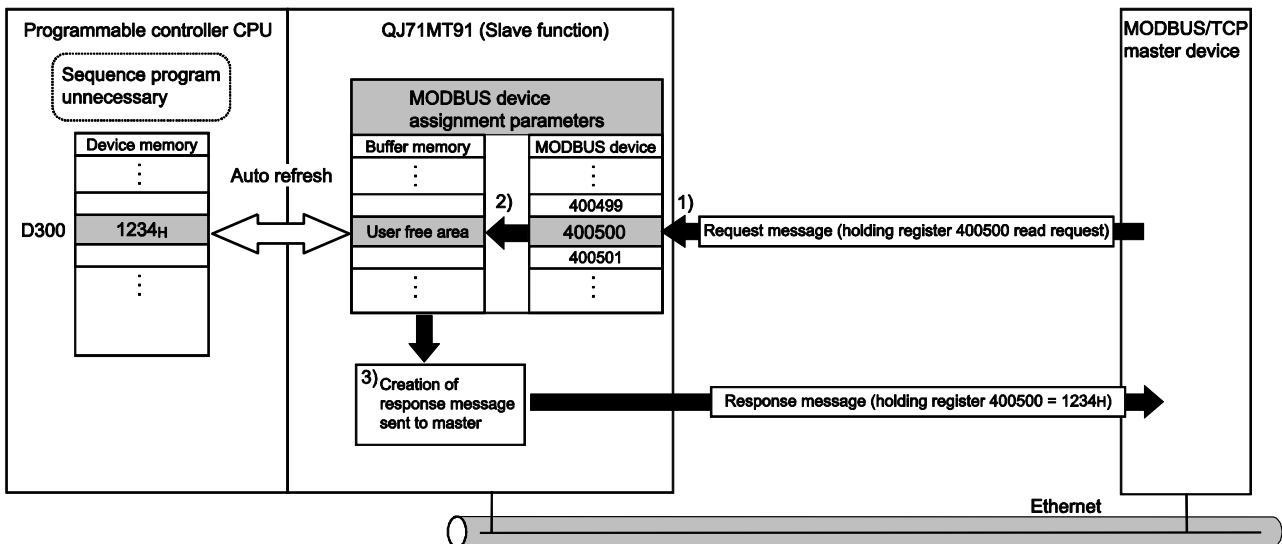 Programmable controller CPU
Sequence program
unnecessary
Device memory
D300
1234H
Auto refresh
QJ71MT91 (Slave function)
MODBUS device
assignment parameters
Buffer memory
MODBUS device
400499
2)
1)
User free area
400500
400501
Request message (holding register 400500 read request)
3) Creation of
response message
sent to master
Response message (holding register 400500 = 1234H)
MODBUS/TCP
master device
Ethernet